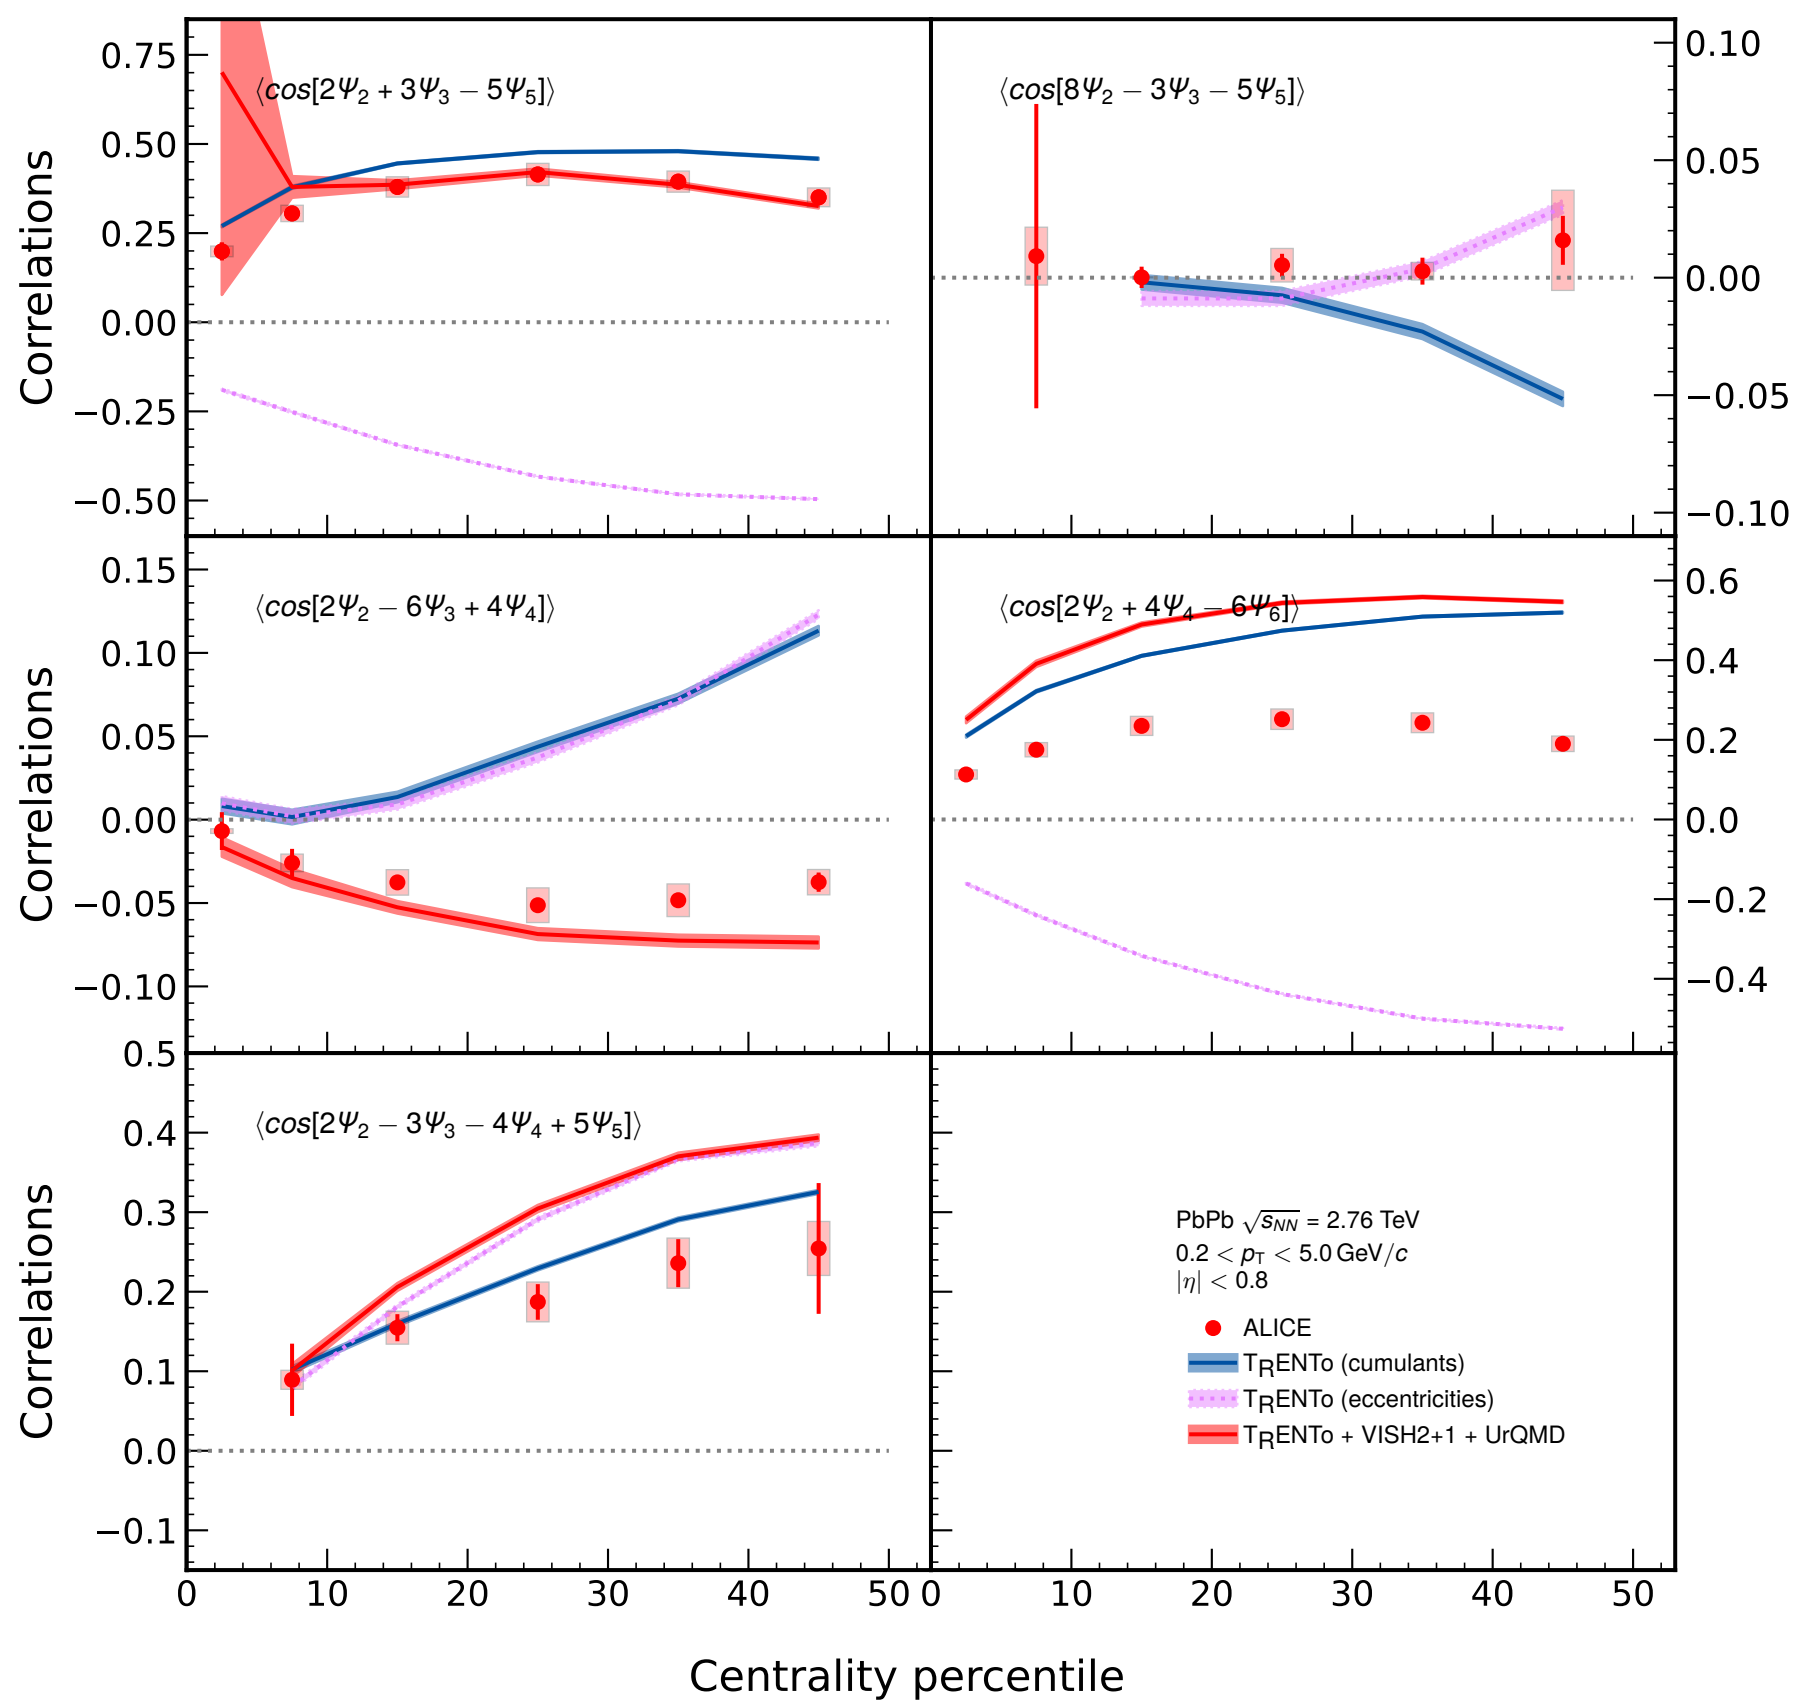 ⟨cos[2Ψ₂ + 3Ψ₃ − 5Ψ₅]⟩
⟨cos[8Ψ₂ − 3Ψ₃ − 5Ψ₅]⟩
Correlations
0.75
0.50
0.25
0.00
−0.25
−0.50
0.10
0.05
0.00
−0.05
−0.10
⟨cos[2Ψ₂ − 6Ψ₃ + 4Ψ₄]⟩
⟨cos[2Ψ₂ + 4Ψ₄ − 6Ψ₆]⟩
Correlations
0.15
0.10
0.05
0.00
−0.05
−0.10
0.6
0.4
0.2
0.0
−0.2
−0.4
⟨cos[2Ψ₂ − 3Ψ₃ − 4Ψ₄ + 5Ψ₅]⟩
Correlations
0.5
0.4
0.3
0.2
0.1
0.0
−0.1
PbPb √s_NN = 2.76 TeV
0.2 < p_T < 5.0 GeV/c
|η| < 0.8
ALICE
T_RENTo (cumulants)
T_RENTo (eccentricities)
T_RENTo + VISH2+1 + UrQMD
0 10 20 30 40 50 0 10 20 30 40 50
Centrality percentile